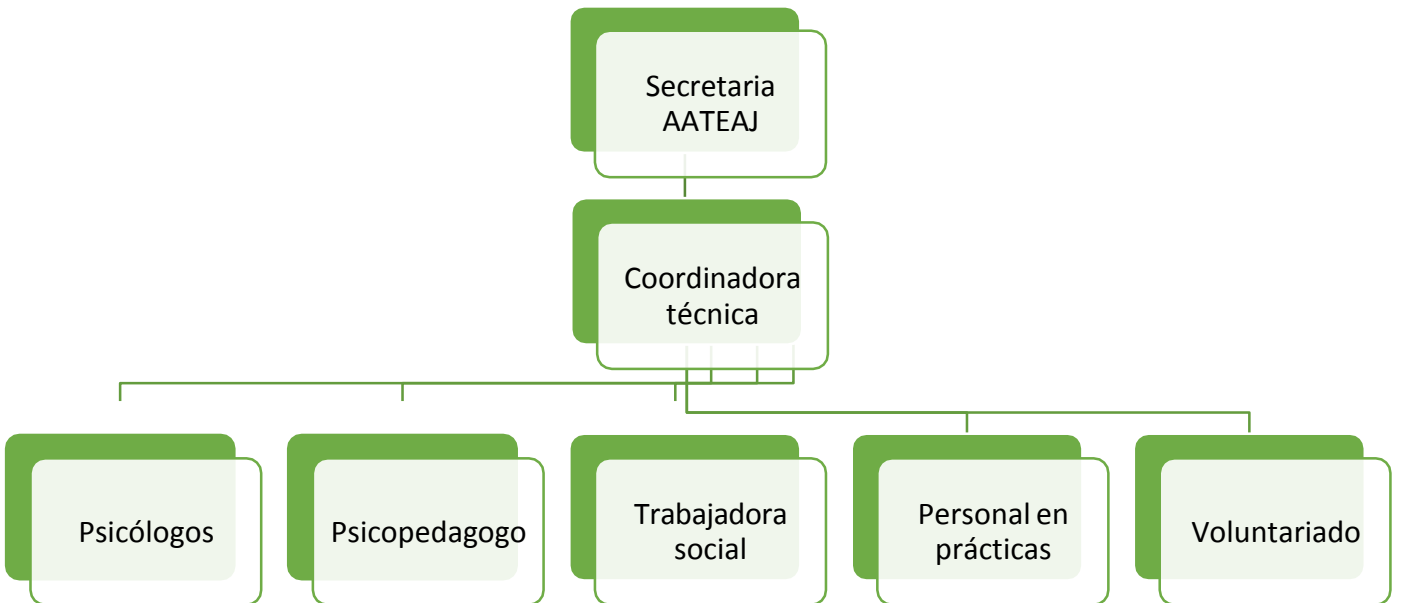 Secretaria
AATEAJ
Coordinadora
técnica
Psicólogos
Psicopedagogo
Trabajadora
social
Personal en
prácticas
Voluntariado